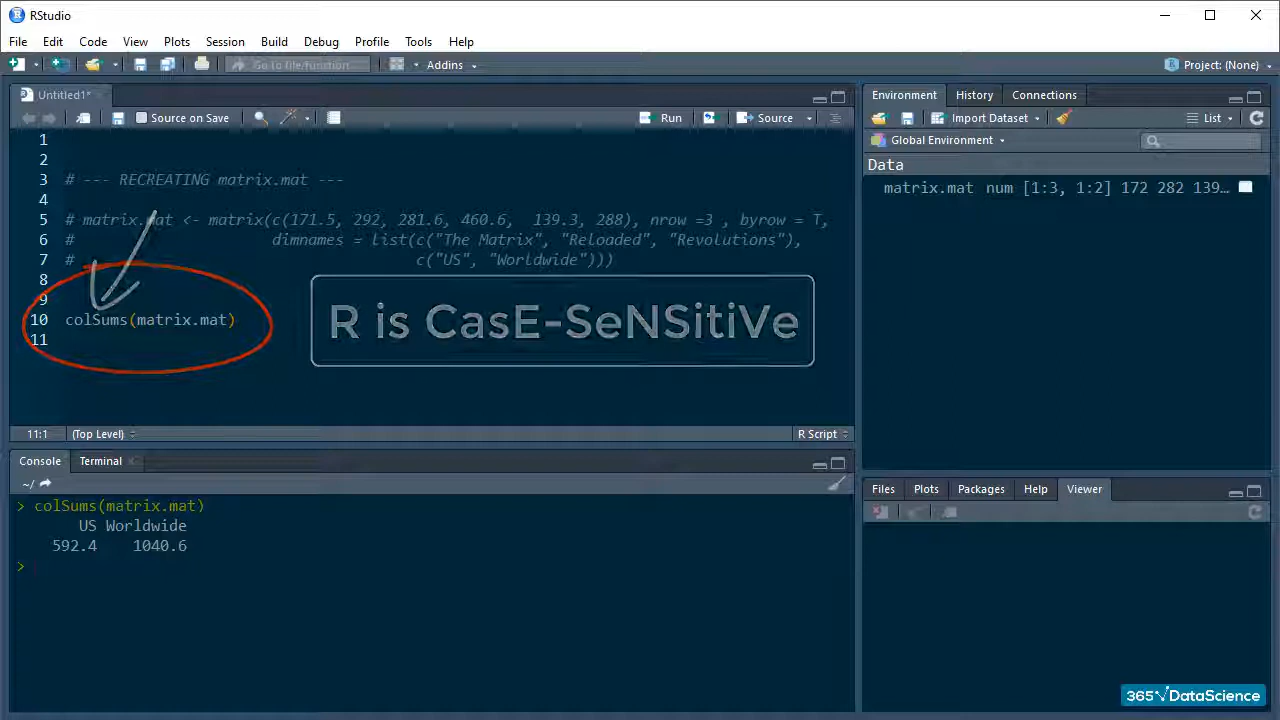 RStudio
File Edit Code View Plots Session Build Debug Profile Tools Help
Go to file/function Addins Project: (None)
Untitled1*
Source on Save Run Source
1
2
3 # --- RECREATING matrix.mat ---
4
5 # matrix.mat <- matrix(c(171.5, 292, 281.6, 460.6,  139.3, 288), nrow =3 , byrow = T,
6 #                       dimnames = list(c("The Matrix", "Reloaded", "Revolutions"),
7 #                                       c("US", "Worldwide")))
8
9
10 colSums(matrix.mat)
11
R is CasE-SeNSitiVe
11:1 (Top Level) R Script
Console Terminal
~/
> colSums(matrix.mat)
US Worldwide
592.4 1040.6
>
Environment History Connections
Import Dataset List
Global Environment
Data
matrix.mat num [1:3, 1:2] 172 282 139…
Files Plots Packages Help Viewer
365 DataScience